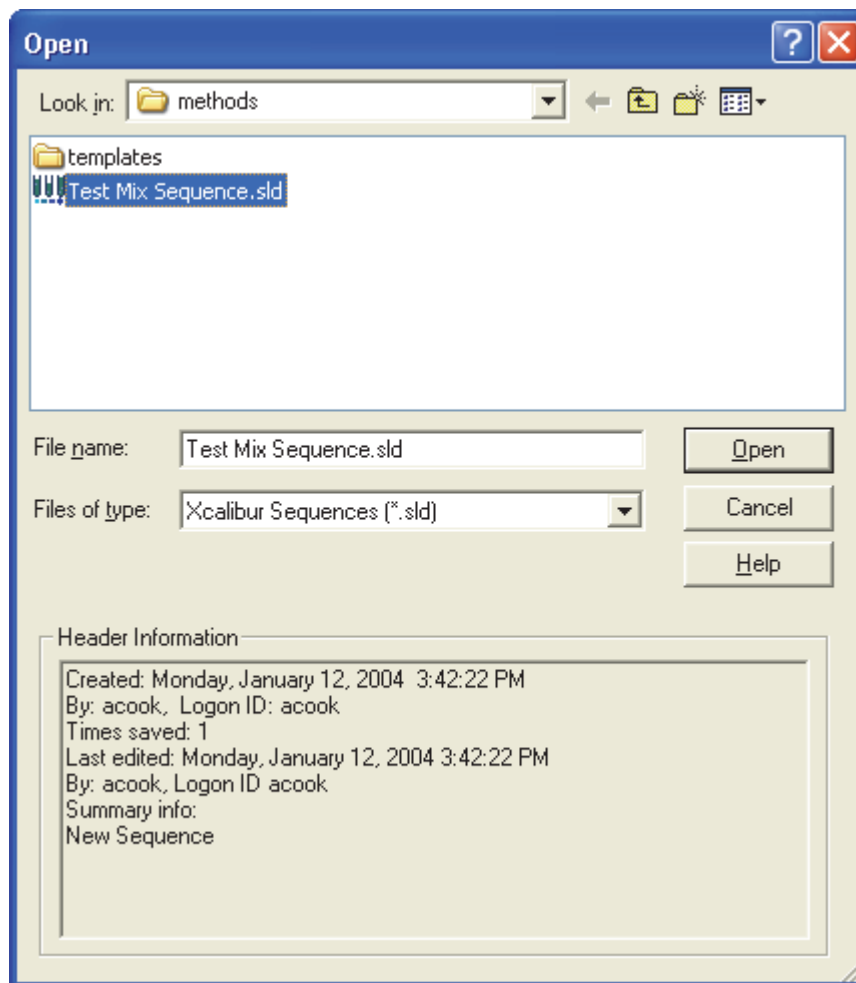 Open
Look in: methods
templates
Test Mix Sequence.sld
File name: Test Mix Sequence.sld Open
Files of type: Xcalibur Sequences (*.sld) Cancel
Help
Header Information
Created: Monday, January 12, 2004  3:42:22 PM
By: acook,  Logon ID: acook
Times saved: 1
Last edited: Monday, January 12, 2004 3:42:22 PM
By: acook, Logon ID acook
Summary info:
New Sequence